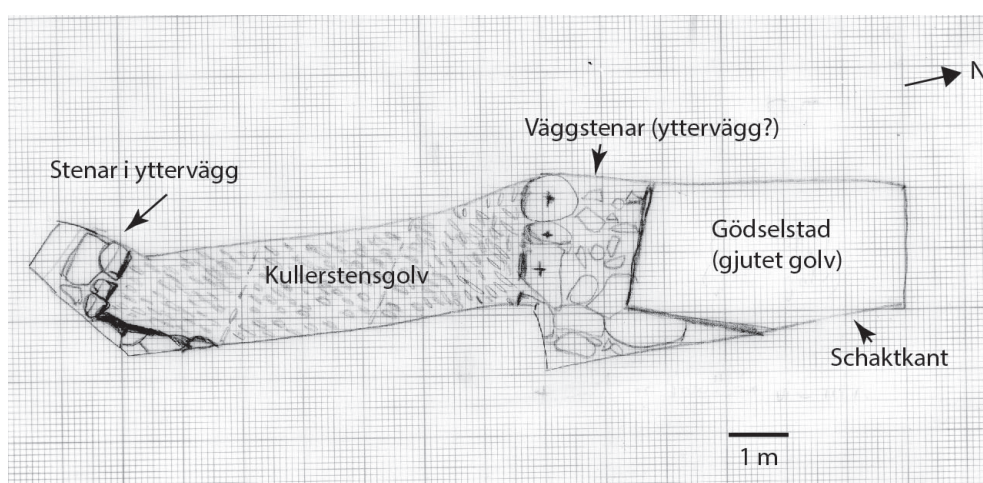 N
Väggstenar (yttervägg?)
Stenar i yttervägg
Gödselstad
(gjutet golv)
Kullerstensgolv
Schaktkant
1 m